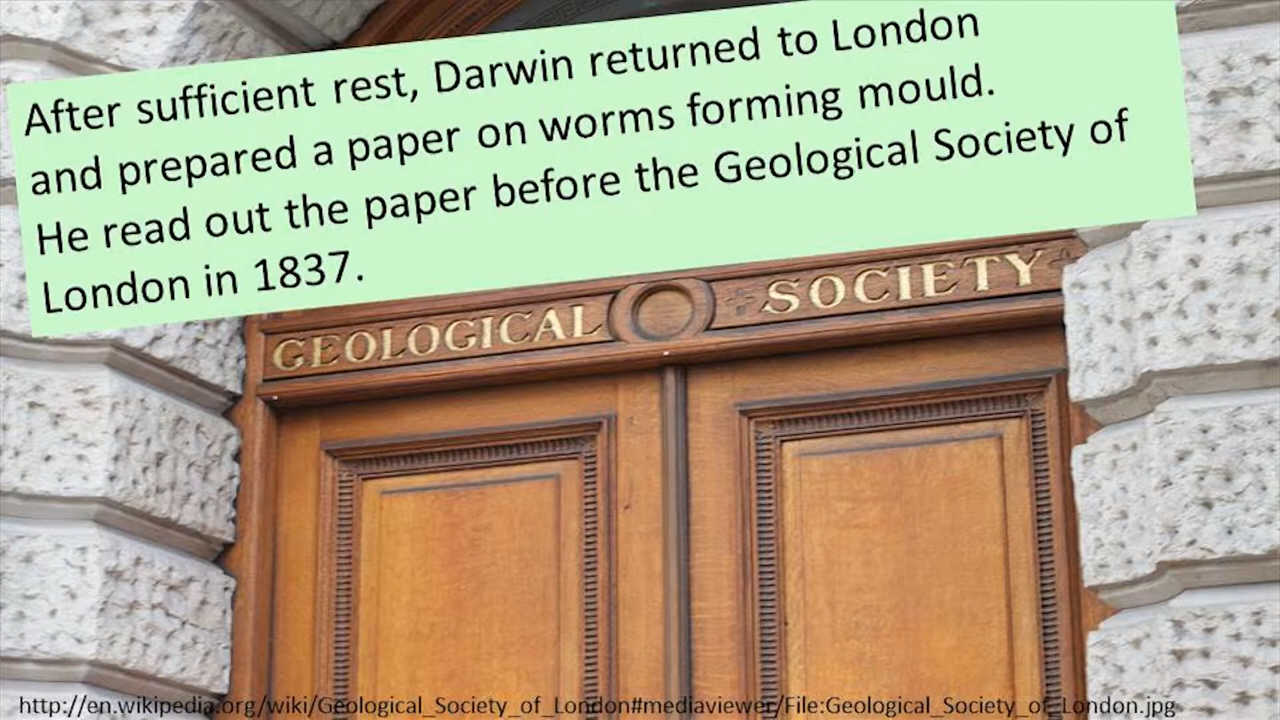 After sufficient rest, Darwin returned to London
and prepared a paper on worms forming mould.
He read out the paper before the Geological Society of
London in 1837.
GEOLOGICAL SOCIETY
http://en.wikipedia.org/wiki/Geological_Society_of_London#mediaviewer/File:Geological_Society_of_London.jpg